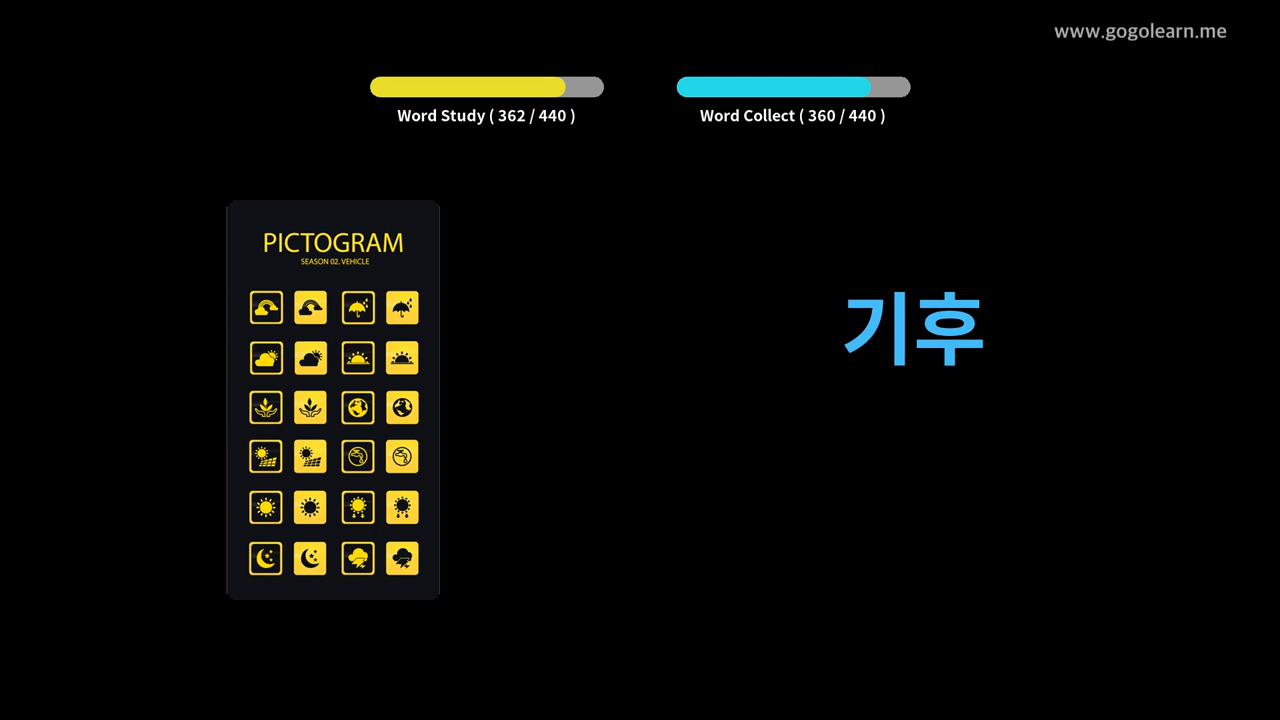 www.gogolearn.me
Word Study ( 362 / 440 )
Word Collect ( 360 / 440 )
PICTOGRAM
SEASON 02. VEHICLE
기후